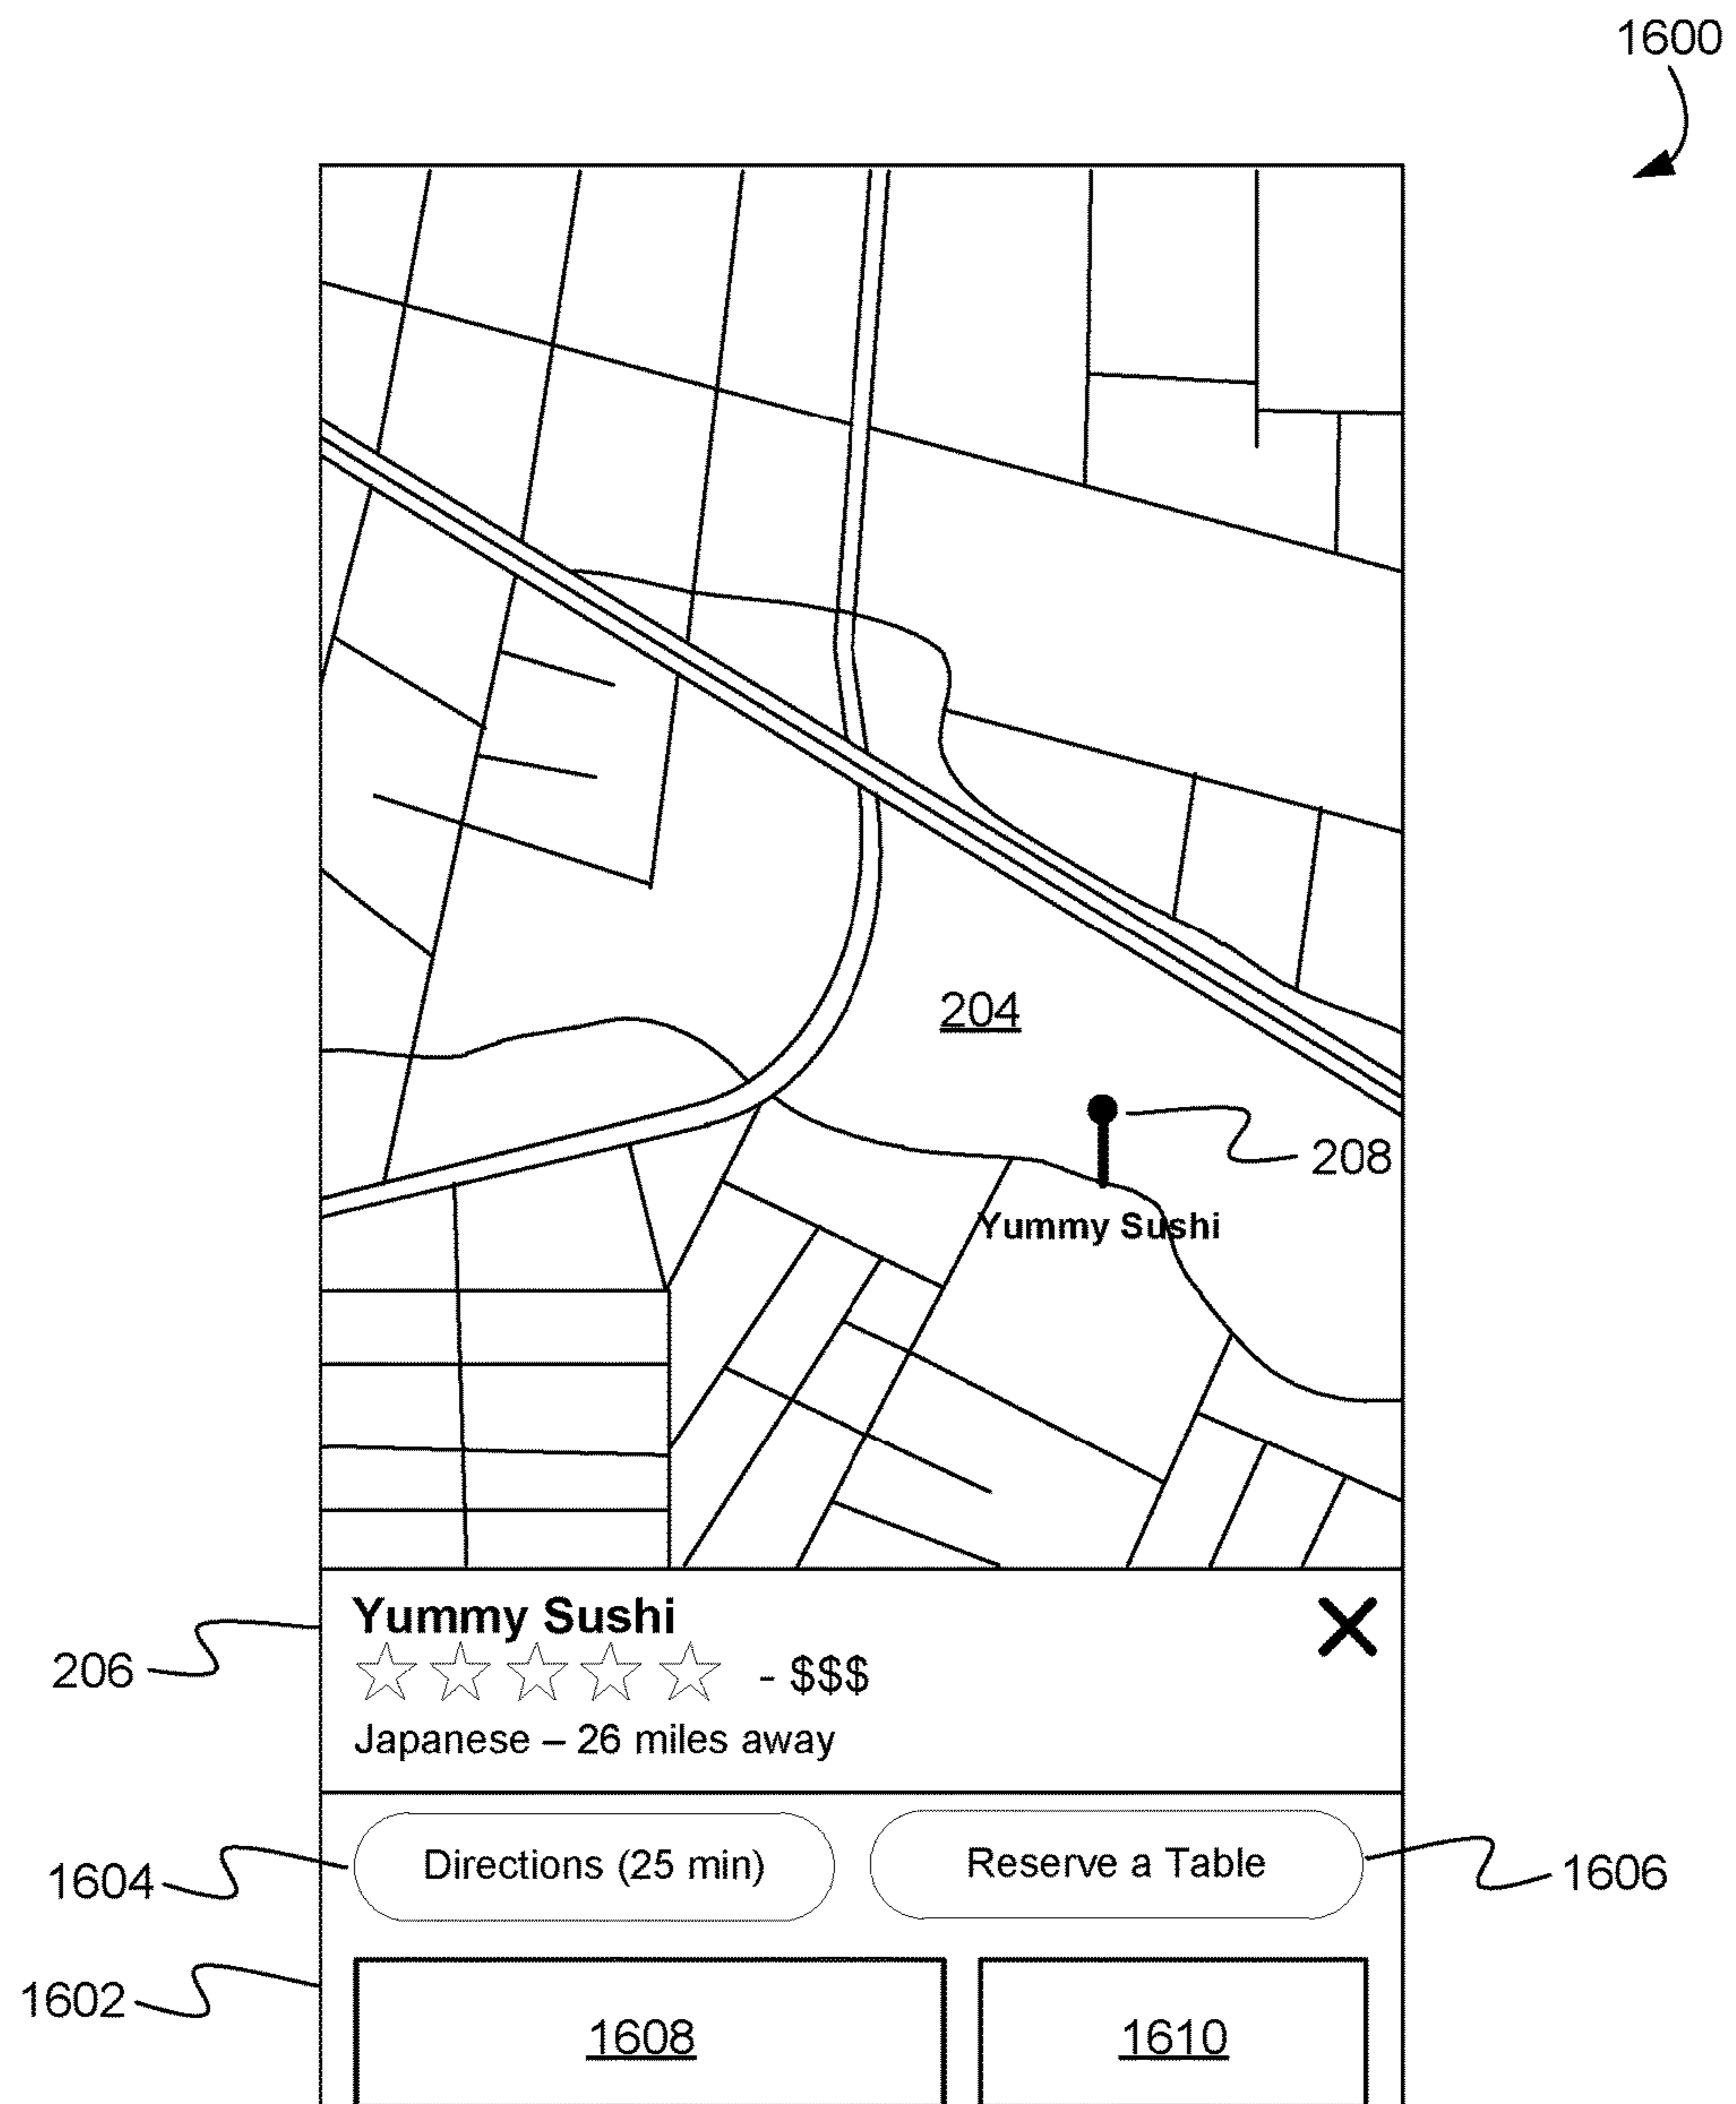 1600
204
208
Yummy Sushi
Yummy Sushi
206
- $$$
Japanese – 26 miles away
1604
Directions (25 min)
Reserve a Table
1606
1602
1608
1610